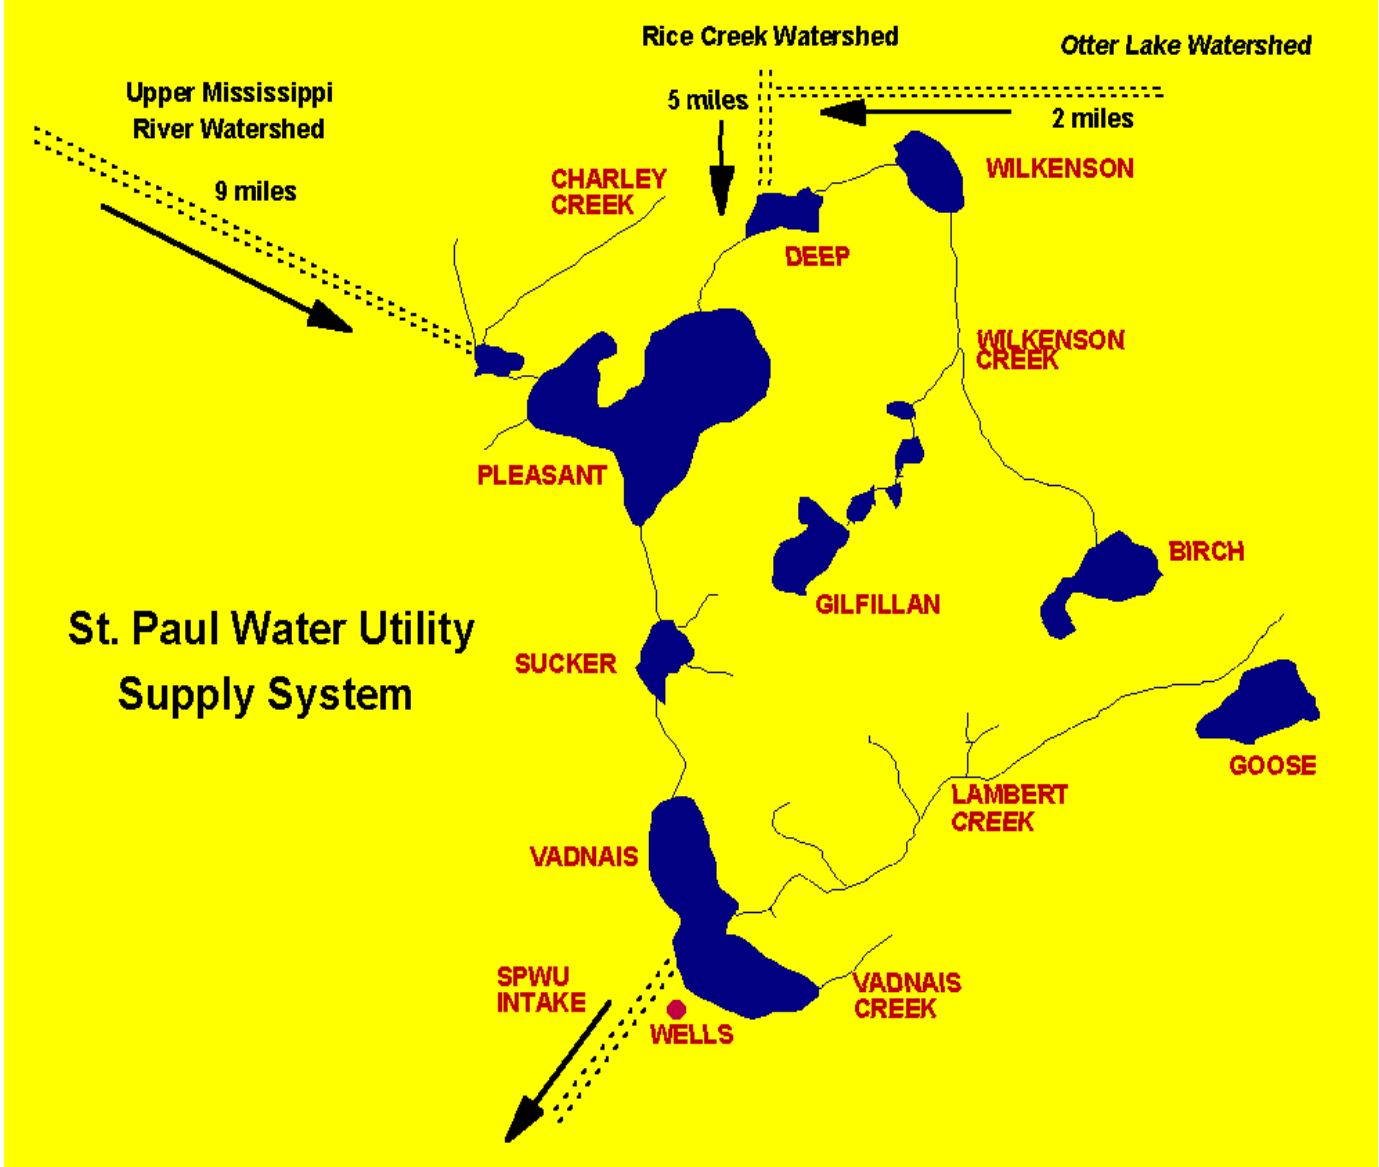 Rice Creek Watershed
Otter Lake Watershed
Upper Mississippi
River Watershed
5 miles
2 miles
9 miles
CHARLEY
CREEK
WILKENSON
DEEP
WILKENSON
CREEK
PLEASANT
BIRCH
GILFILLAN
St. Paul Water Utility
Supply System
SUCKER
GOOSE
LAMBERT
CREEK
VADNAIS
SPWU
INTAKE
VADNAIS
CREEK
WELLS